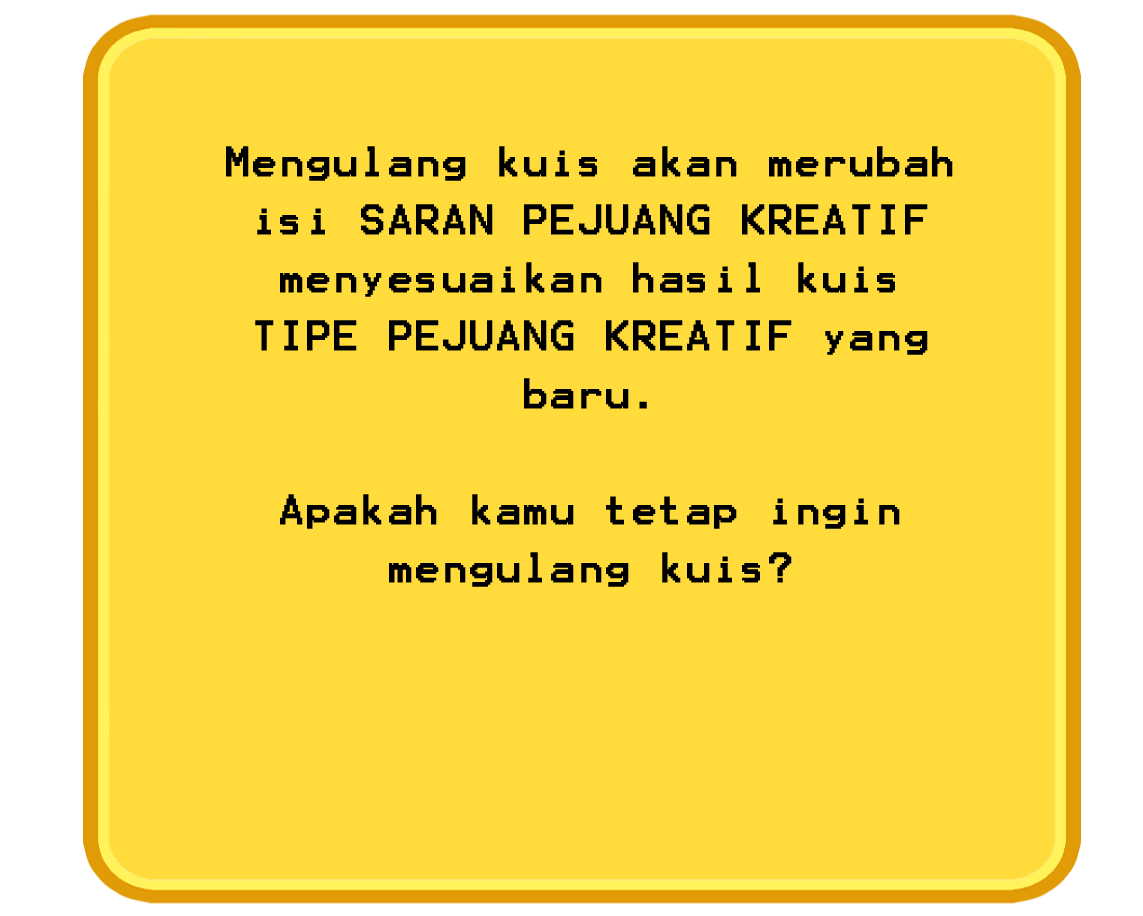 Mengulang kuis akan merubah
isi SARAN PEJUANG KREATIF
menyesuaikan hasil kuis
TIPE PEJUANG KREATIF yang
baru.
Apakah kamu tetap ingin
mengulang kuis?